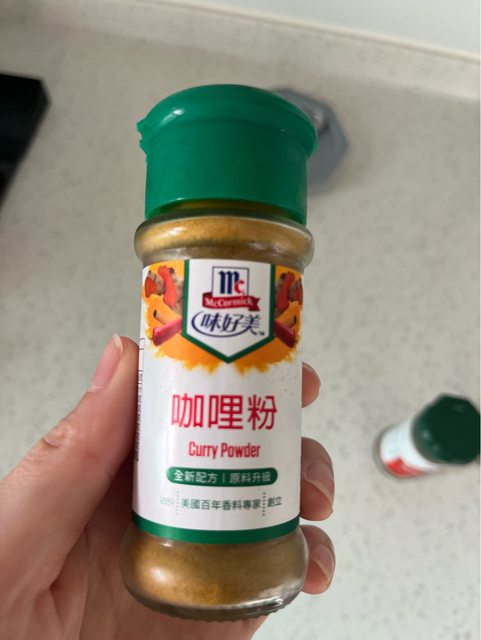 Mc
McCormick
味好美
咖哩粉
Curry Powder
全新配方 | 原料升級
1889 美國百年香料專家 創立